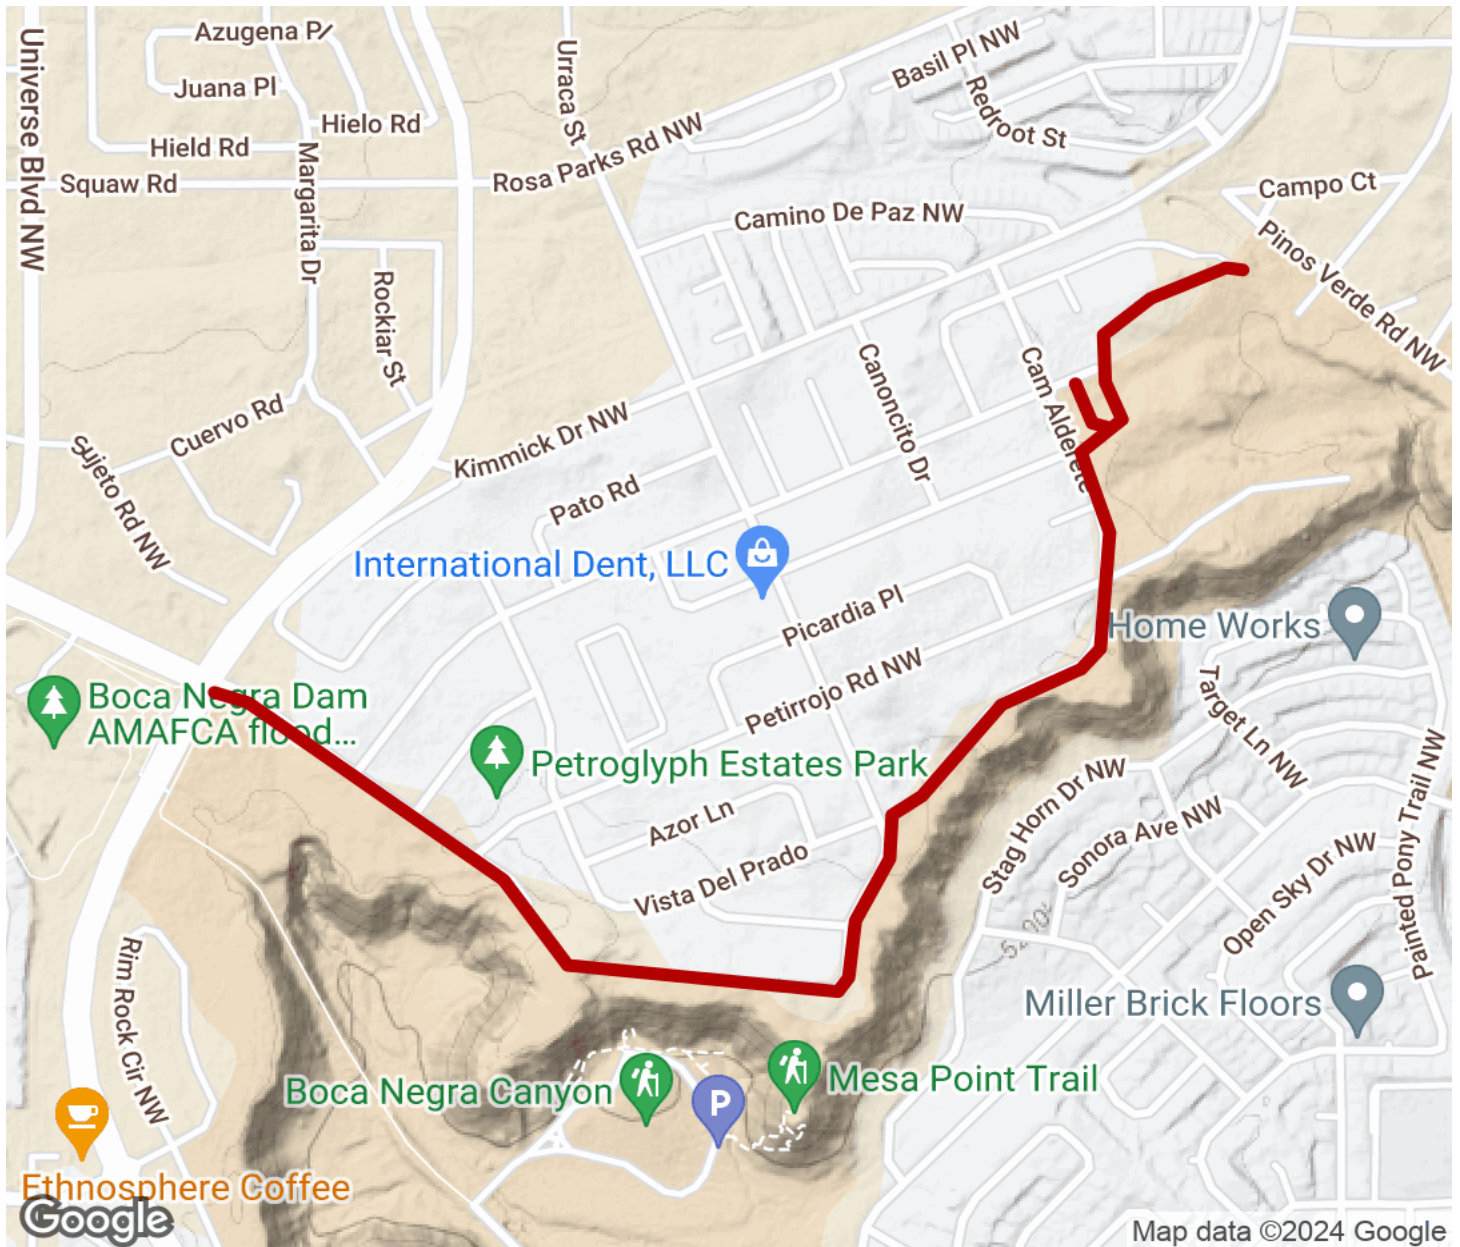 Universe Blvd NW
Azugena P
Juana Pl
Hielo Rd
Hield Rd
Squaw Rd
Margarita Dr
Rockiar St
Urraca St
Rosa Parks Rd NW
Basil Pl NW
Redroot St
Camino De Paz NW
Campo Ct
Pinos Verde Rd NW
Cuervo Rd
Sujeto Rd NW
Kimmick Dr NW
Pato Rd
Canoncito Dr
Cam Alderete
International Dent, LLC
Picardia Pl
Petirrojo Rd NW
Home Works
Target Ln NW
Boca Negra Dam
AMAFCA flood...
Petroglyph Estates Park
Azor Ln
Vista Del Prado
Stag Horn Dr NW
Sonora Ave NW
Open Sky Dr NW
Painted Pony Trail NW
Miller Brick Floors
Rim Rock Cir NW
Boca Negra Canyon
P
Mesa Point Trail
Ethnosphere Coffee
Google
Map data ©2024 Google